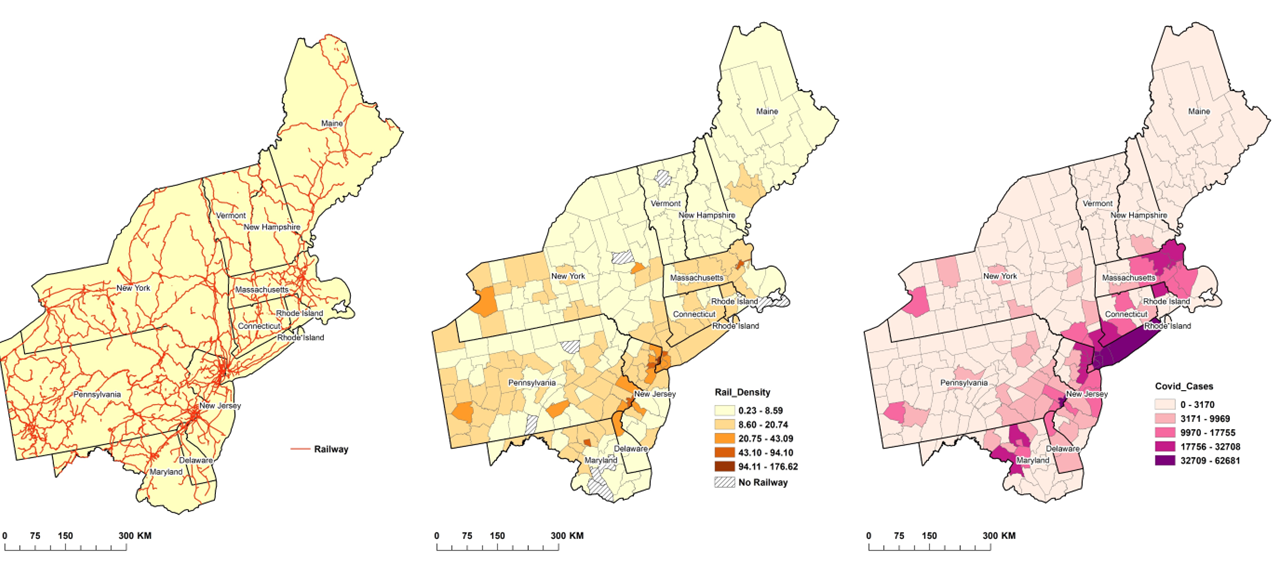 Maine
Vermont
New Hampshire
New York
Massachusetts
Rhode Island
Connecticut
Rhode Island
Pennsylvania
New Jersey
Delaware
Maryland
Railway
0 75 150 300 KM
Maine
Vermont
New Hampshire
New York
Massachusetts
Rhode Island
Connecticut
Rhode Island
Pennsylvania
New Jersey
Delaware
Maryland
Rail_Density
0.23 - 8.59
8.60 - 20.74
20.75 - 43.09
43.10 - 94.10
94.11 - 176.62
No Railway
0 75 150 300 KM
Maine
Vermont
New Hampshire
New York
Massachusetts
Rhode Island
Connecticut
Rhode Island
Pennsylvania
New Jersey
Delaware
Maryland
Covid_Cases
0 - 3170
3171 - 9969
9970 - 17755
17756 - 32708
32709 - 62681
0 75 150 300 KM